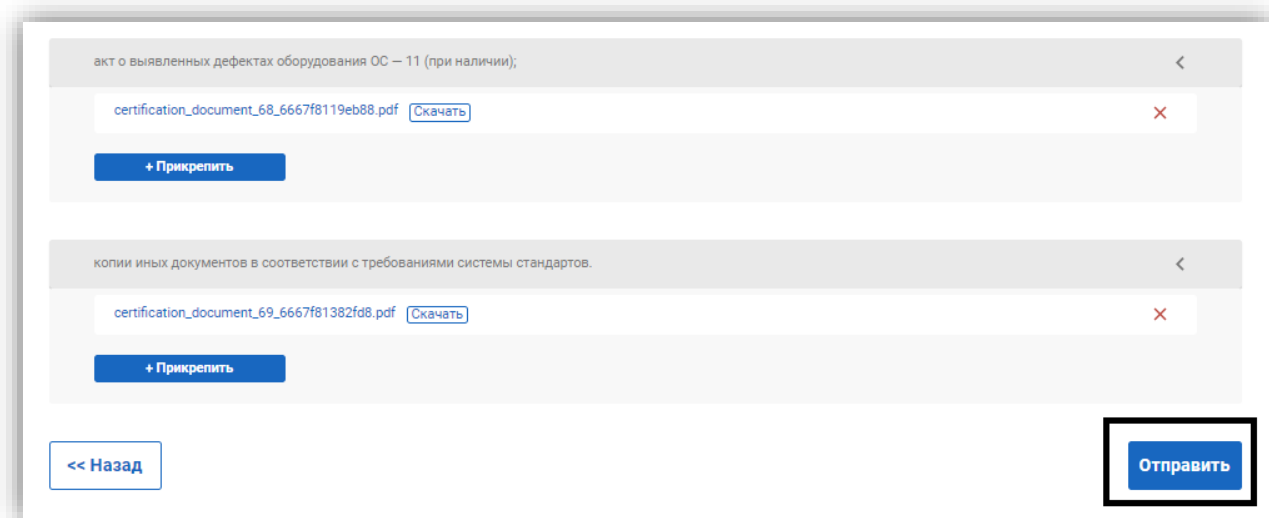 акт о выявленных дефектах оборудования ОС — 11 (при наличии);
certification_document_68_6667f8119eb88.pdf Скачать
+ Прикрепить
копии иных документов в соответствии с требованиями системы стандартов.
certification_document_69_6667f81382fd8.pdf Скачать
+ Прикрепить
<< Назад
Отправить